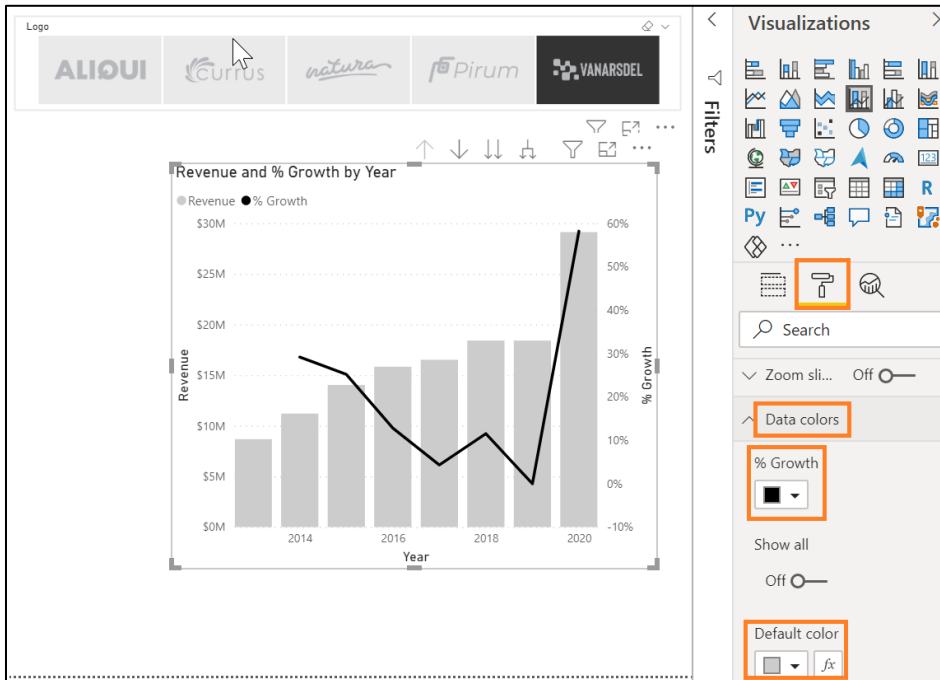 Logo
ALIQUI
Currus
natura
Pirum
VANARSDEL
Revenue and % Growth by Year
Revenue % Growth
$30M
$25M
$20M
$15M
$10M
$5M
$0M
Revenue
60%
50%
40%
30%
20%
10%
0%
-10%
% Growth
2014 2016 2018 2020
Year
Filters
Visualizations
123
R
Py
Search
Zoom sli... Off
Data colors
% Growth
Show all
Off
Default color
fx